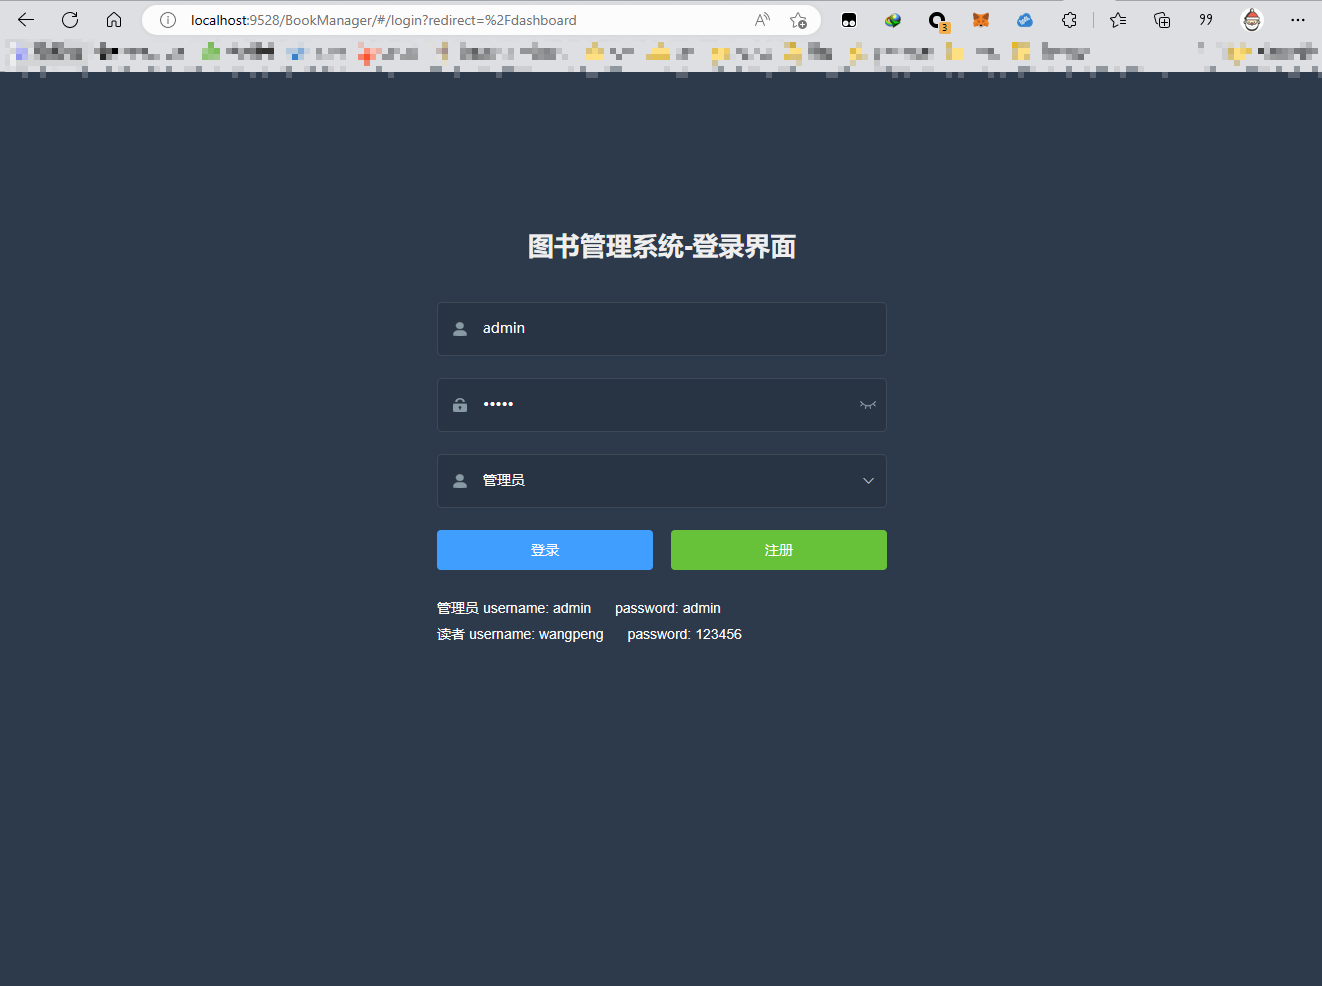 localhost:9528/BookManager/#/login?redirect=%2Fdashboard
3
图书管理系统-登录界面
admin
•••••
管理员
登录 注册
管理员 username: admin password: admin
读者 username: wangpeng password: 123456